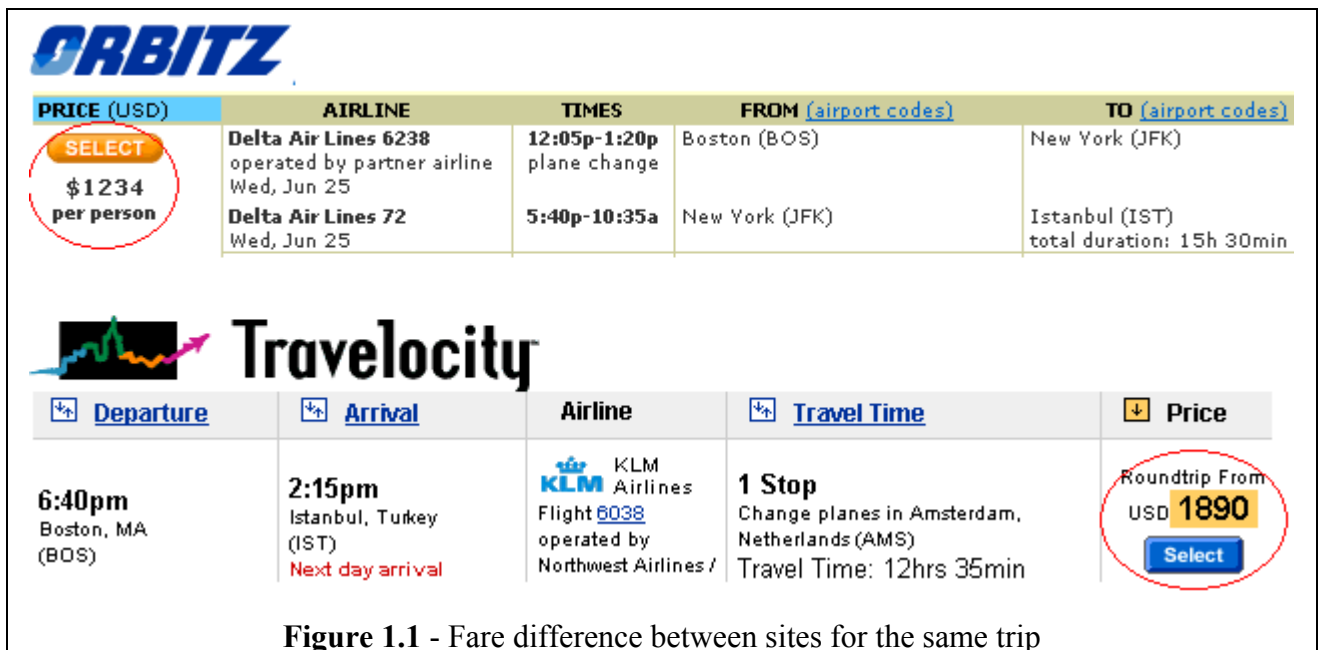 ORBITZ
PRICE (USD) AIRLINE TIMES FROM (airport codes) TO (airport codes)
SELECT Delta Air Lines 6238 12:05p-1:20p Boston (BOS) New York (JFK)
operated by partner airline plane change
$1234 Wed, Jun 25
per person Delta Air Lines 72 5:40p-10:35a New York (JFK) Istanbul (IST)
Wed, Jun 25 total duration: 15h 30min
Travelocity
Departure Arrival Airline Travel Time Price
6:40pm
Boston, MA
(BOS)
2:15pm
Istanbul, Turkey
(IST)
Next day arrival
KLM KLM
Airlines
Flight 6038
operated by
Northwest Airlines /
1 Stop
Change planes in Amsterdam,
Netherlands (AMS)
Travel Time: 12hrs 35min
Roundtrip From
USD 1890
Select
Figure 1.1 - Fare difference between sites for the same trip